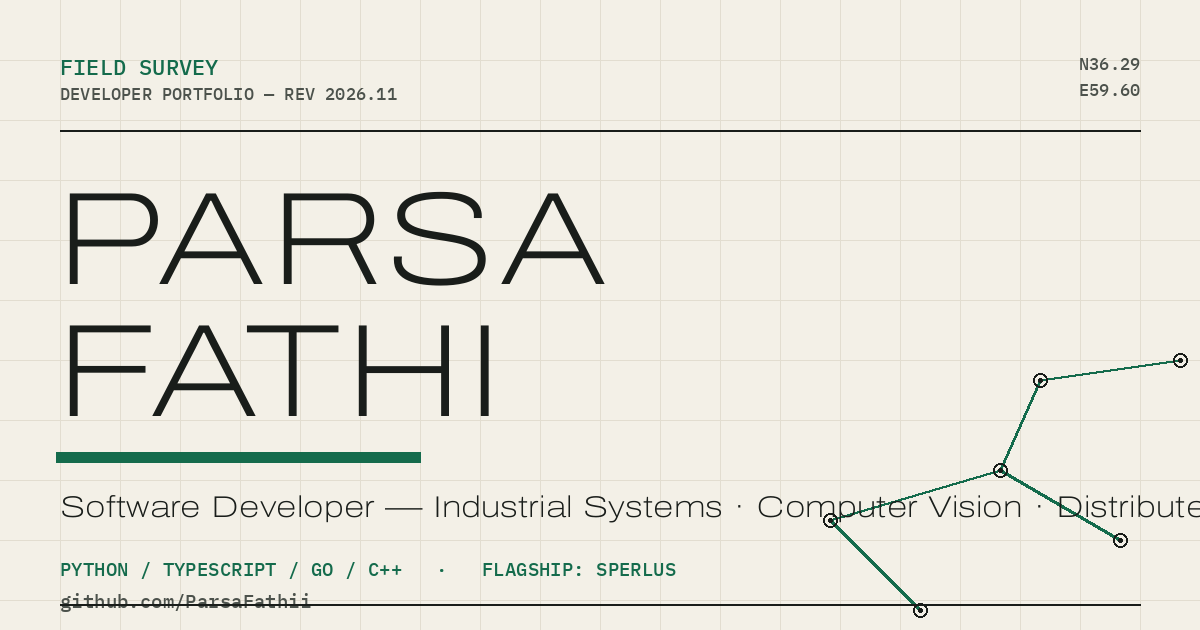 FIELD SURVEY
DEVELOPER PORTFOLIO — REV 2026.11
N36.29
E59.60
PARSA
FATHI
Software Developer — Industrial Systems · Computer Vision · Distribute
PYTHON / TYPESCRIPT / GO / C++ · FLAGSHIP: SPERLUS
github.com/ParsaFathii